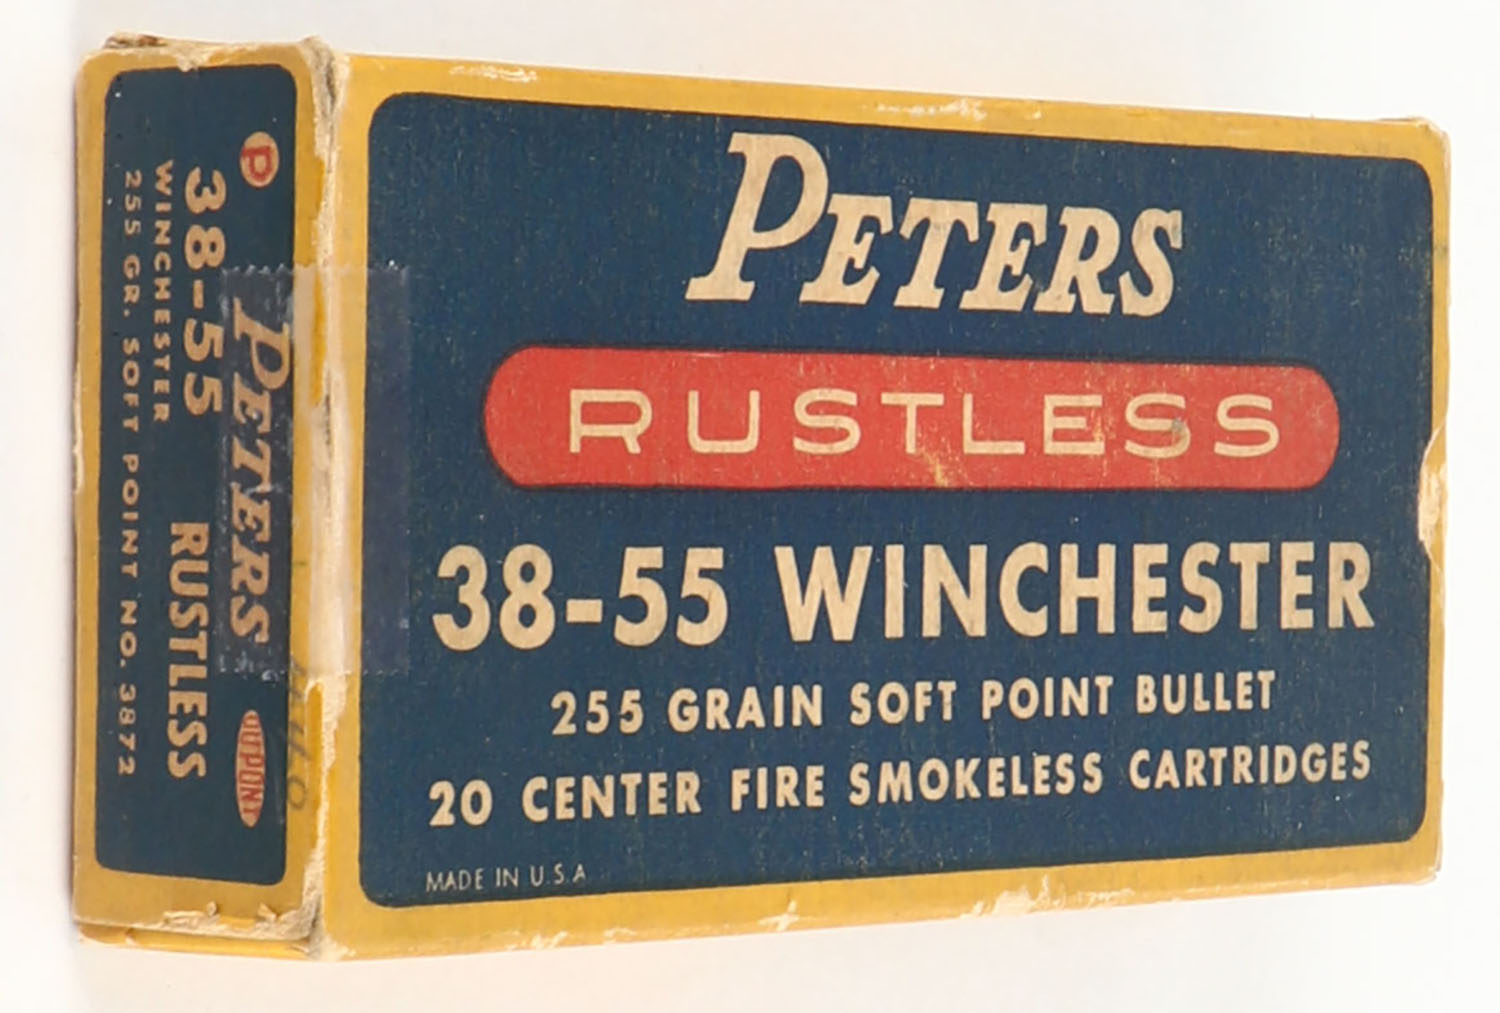 PETERS
RUSTLESS
38-55 WINCHESTER
255 GRAIN SOFT POINT BULLET
20 CENTER FIRE SMOKELESS CARTRIDGES
MADE IN U.S.A
P
PETERS
DUPONT
38-55 RUSTLESS
WINCHESTER
255 GR. SOFT POINT NO. 3872